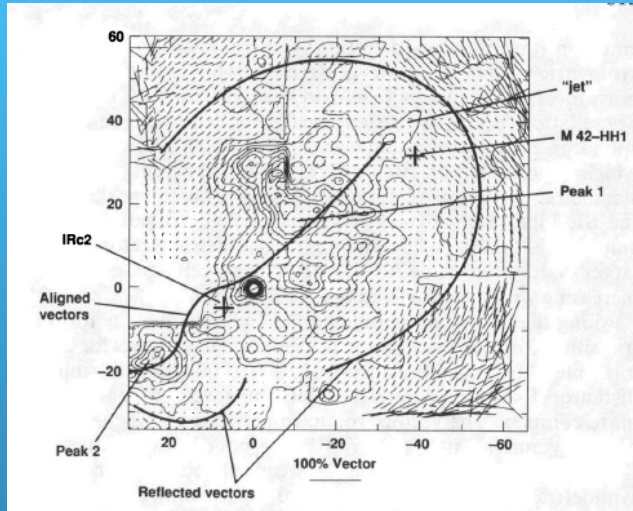 60
"jet"
40
M 42–HH1
20
Peak 1
IRc2
0
Aligned
vectors
−20
Peak 2
20
0
−20
−40
−60
100% Vector
Reflected vectors